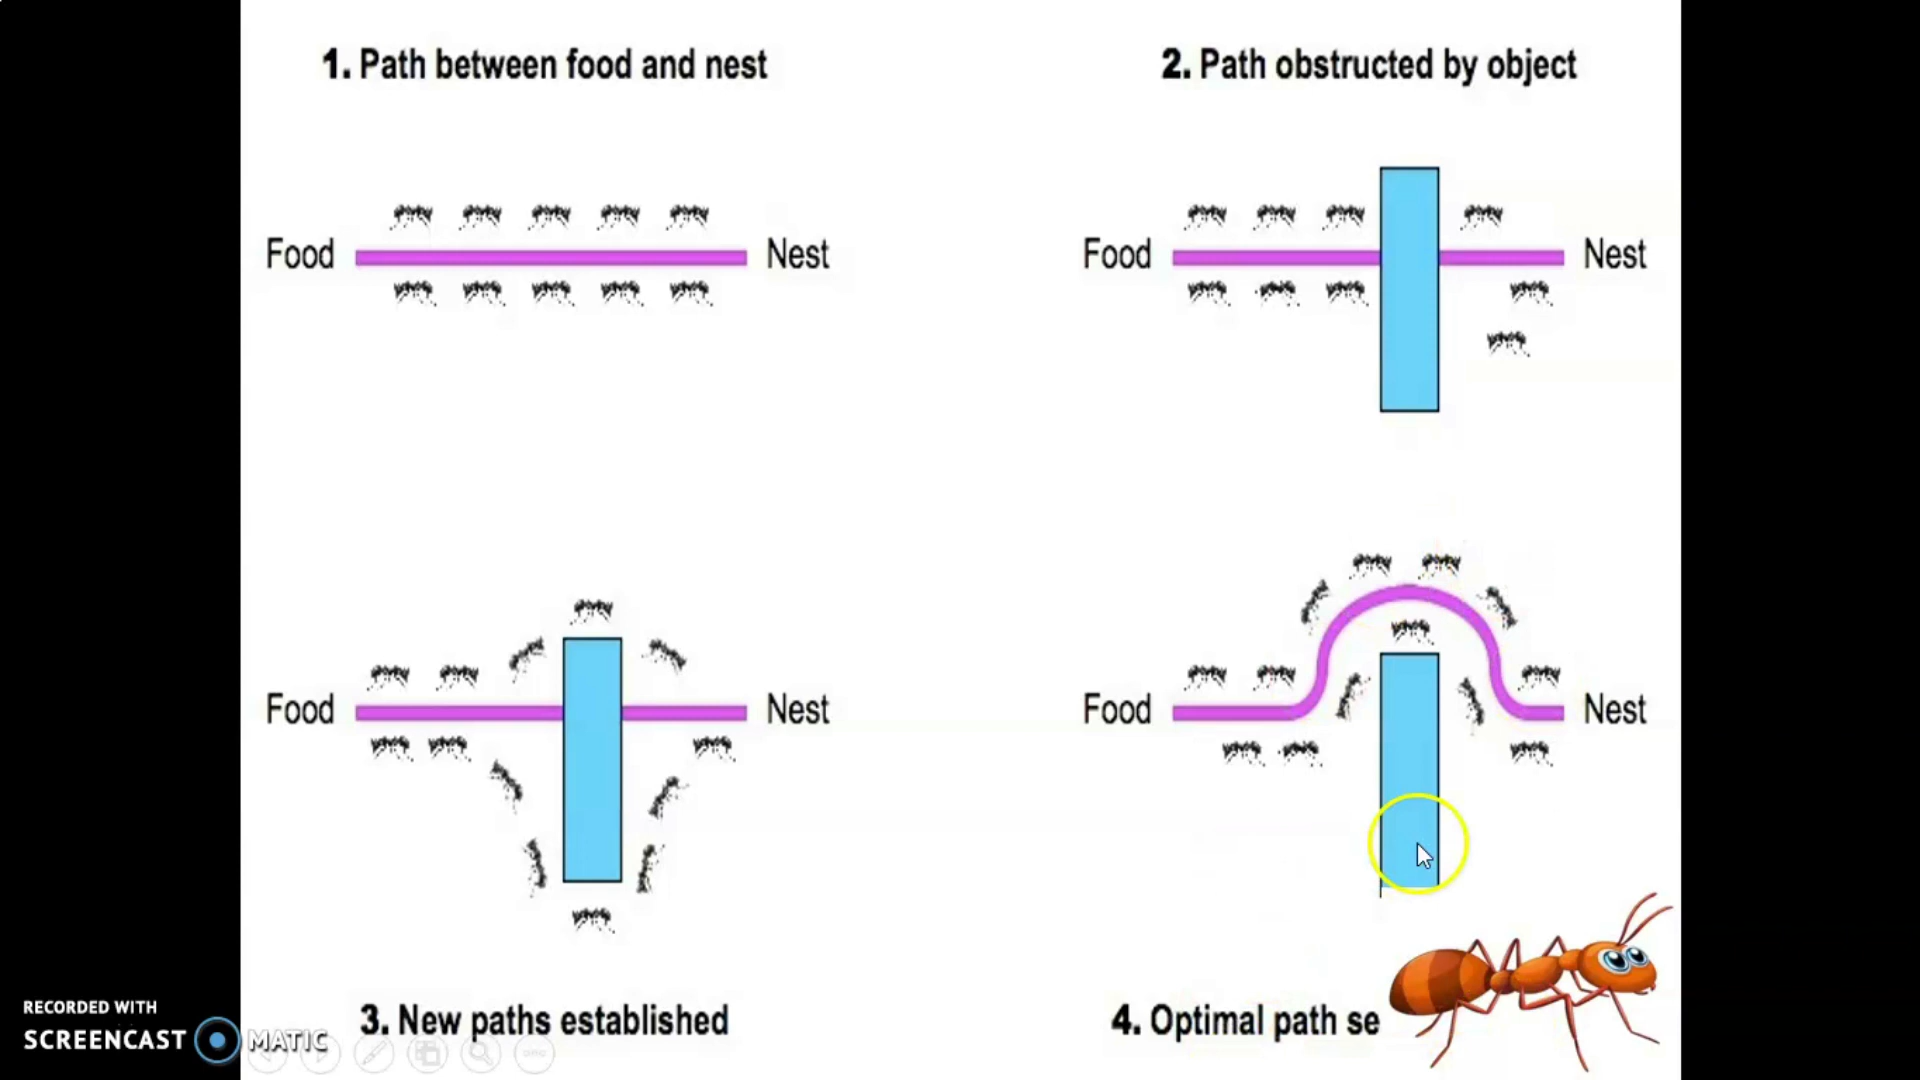 1. Path between food and nest
2. Path obstructed by object
Food
Nest
Food
Nest
Food
Nest
Food
Nest
3. New paths established
4. Optimal path se
RECORDED WITH
SCREENCAST MATIC